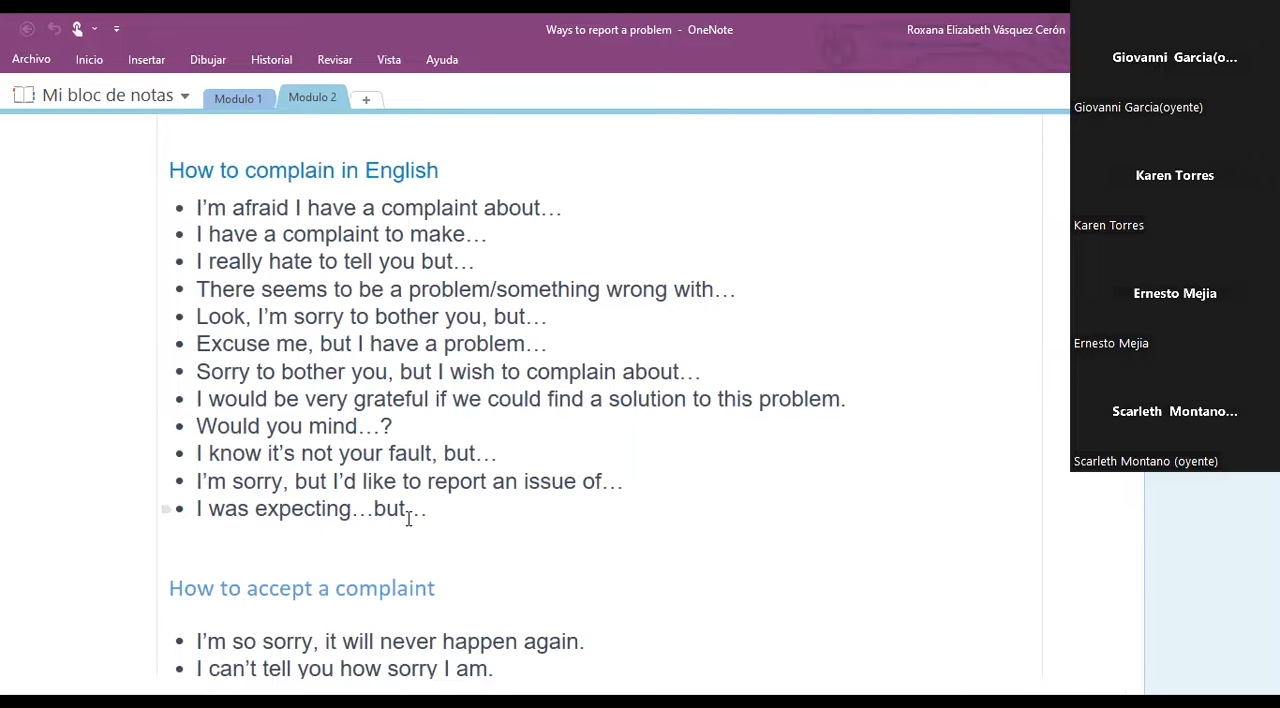 Ways to report a problem - OneNote
Roxana Elizabeth Vásquez Cerón
Archivo Inicio Insertar Dibujar Historial Revisar Vista Ayuda
Mi bloc de notas Modulo 1 Modulo 2 +
How to complain in English
• I’m afraid I have a complaint about…
• I have a complaint to make…
• I really hate to tell you but…
• There seems to be a problem/something wrong with…
• Look, I’m sorry to bother you, but…
• Excuse me, but I have a problem…
• Sorry to bother you, but I wish to complain about…
• I would be very grateful if we could find a solution to this problem.
• Would you mind…?
• I know it’s not your fault, but…
• I’m sorry, but I’d like to report an issue of…
• I was expecting…but…
How to accept a complaint
• I’m so sorry, it will never happen again.
• I can’t tell you how sorry I am.
Giovanni Garcia(o...
Giovanni Garcia(oyente)
Karen Torres
Karen Torres
Ernesto Mejia
Ernesto Mejia
Scarleth Montano...
Scarleth Montano (oyente)